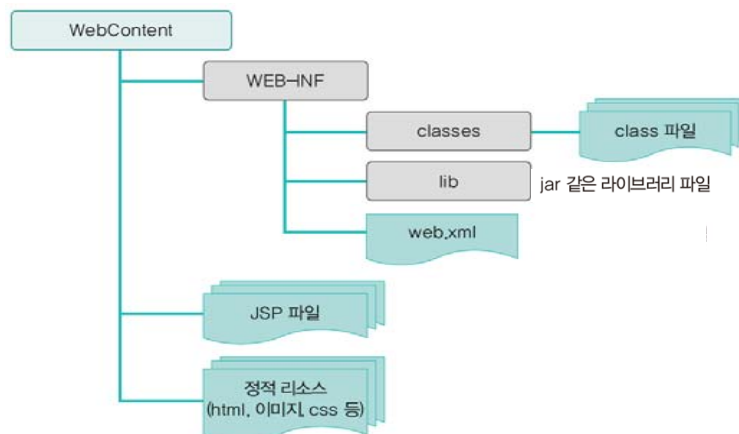 WebContent
WEB-INF
classes
class 파일
lib
jar 같은 라이브러리 파일
web.xml
JSP 파일
정적 리소스
(html, 이미지, css 등)